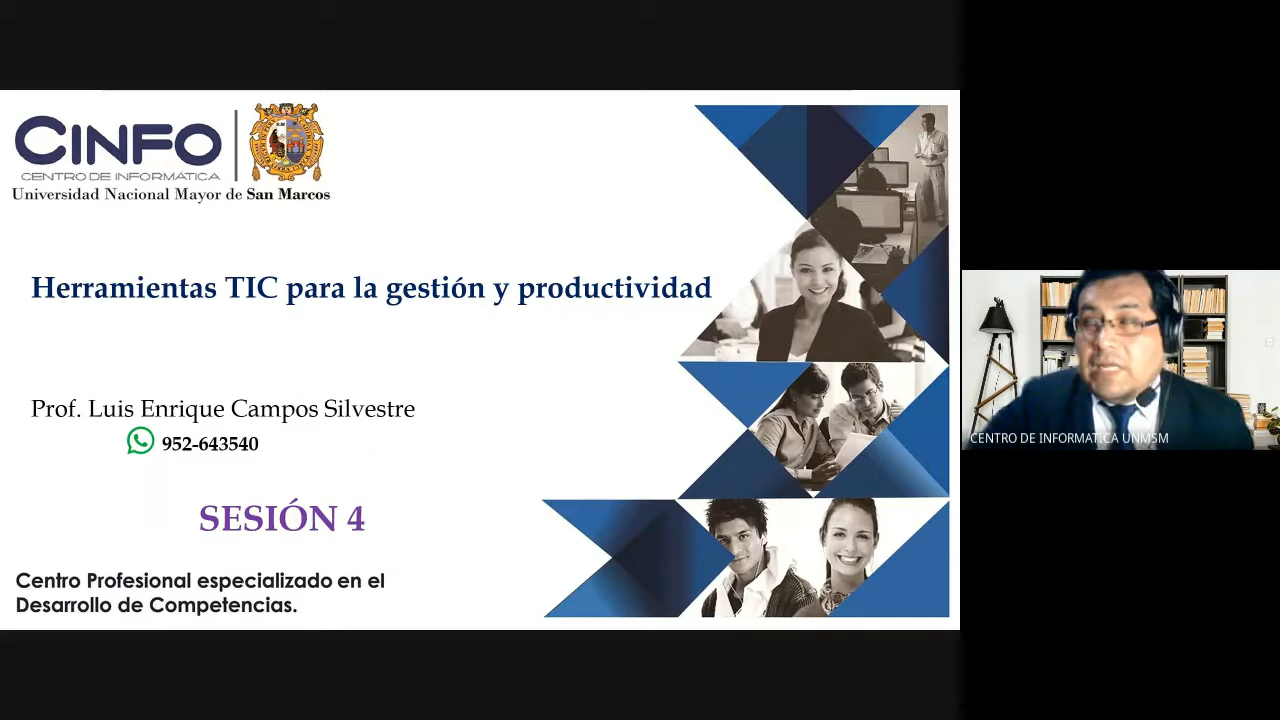 CINFO
CENTRO DE INFORMÁTICA
Universidad Nacional Mayor de San Marcos
Herramientas TIC para la gestión y productividad
Prof. Luis Enrique Campos Silvestre
952-643540
SESIÓN 4
Centro Profesional especializado en el
Desarrollo de Competencias.
CENTRO DE INFORMATICA UNMSM